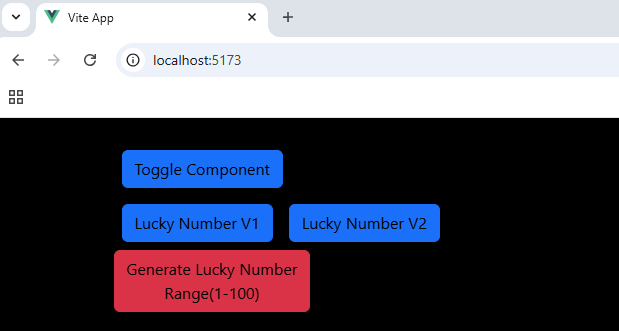 Vite App
localhost:5173
Toggle Component
Lucky Number V1 Lucky Number V2
Generate Lucky Number
Range(1-100)